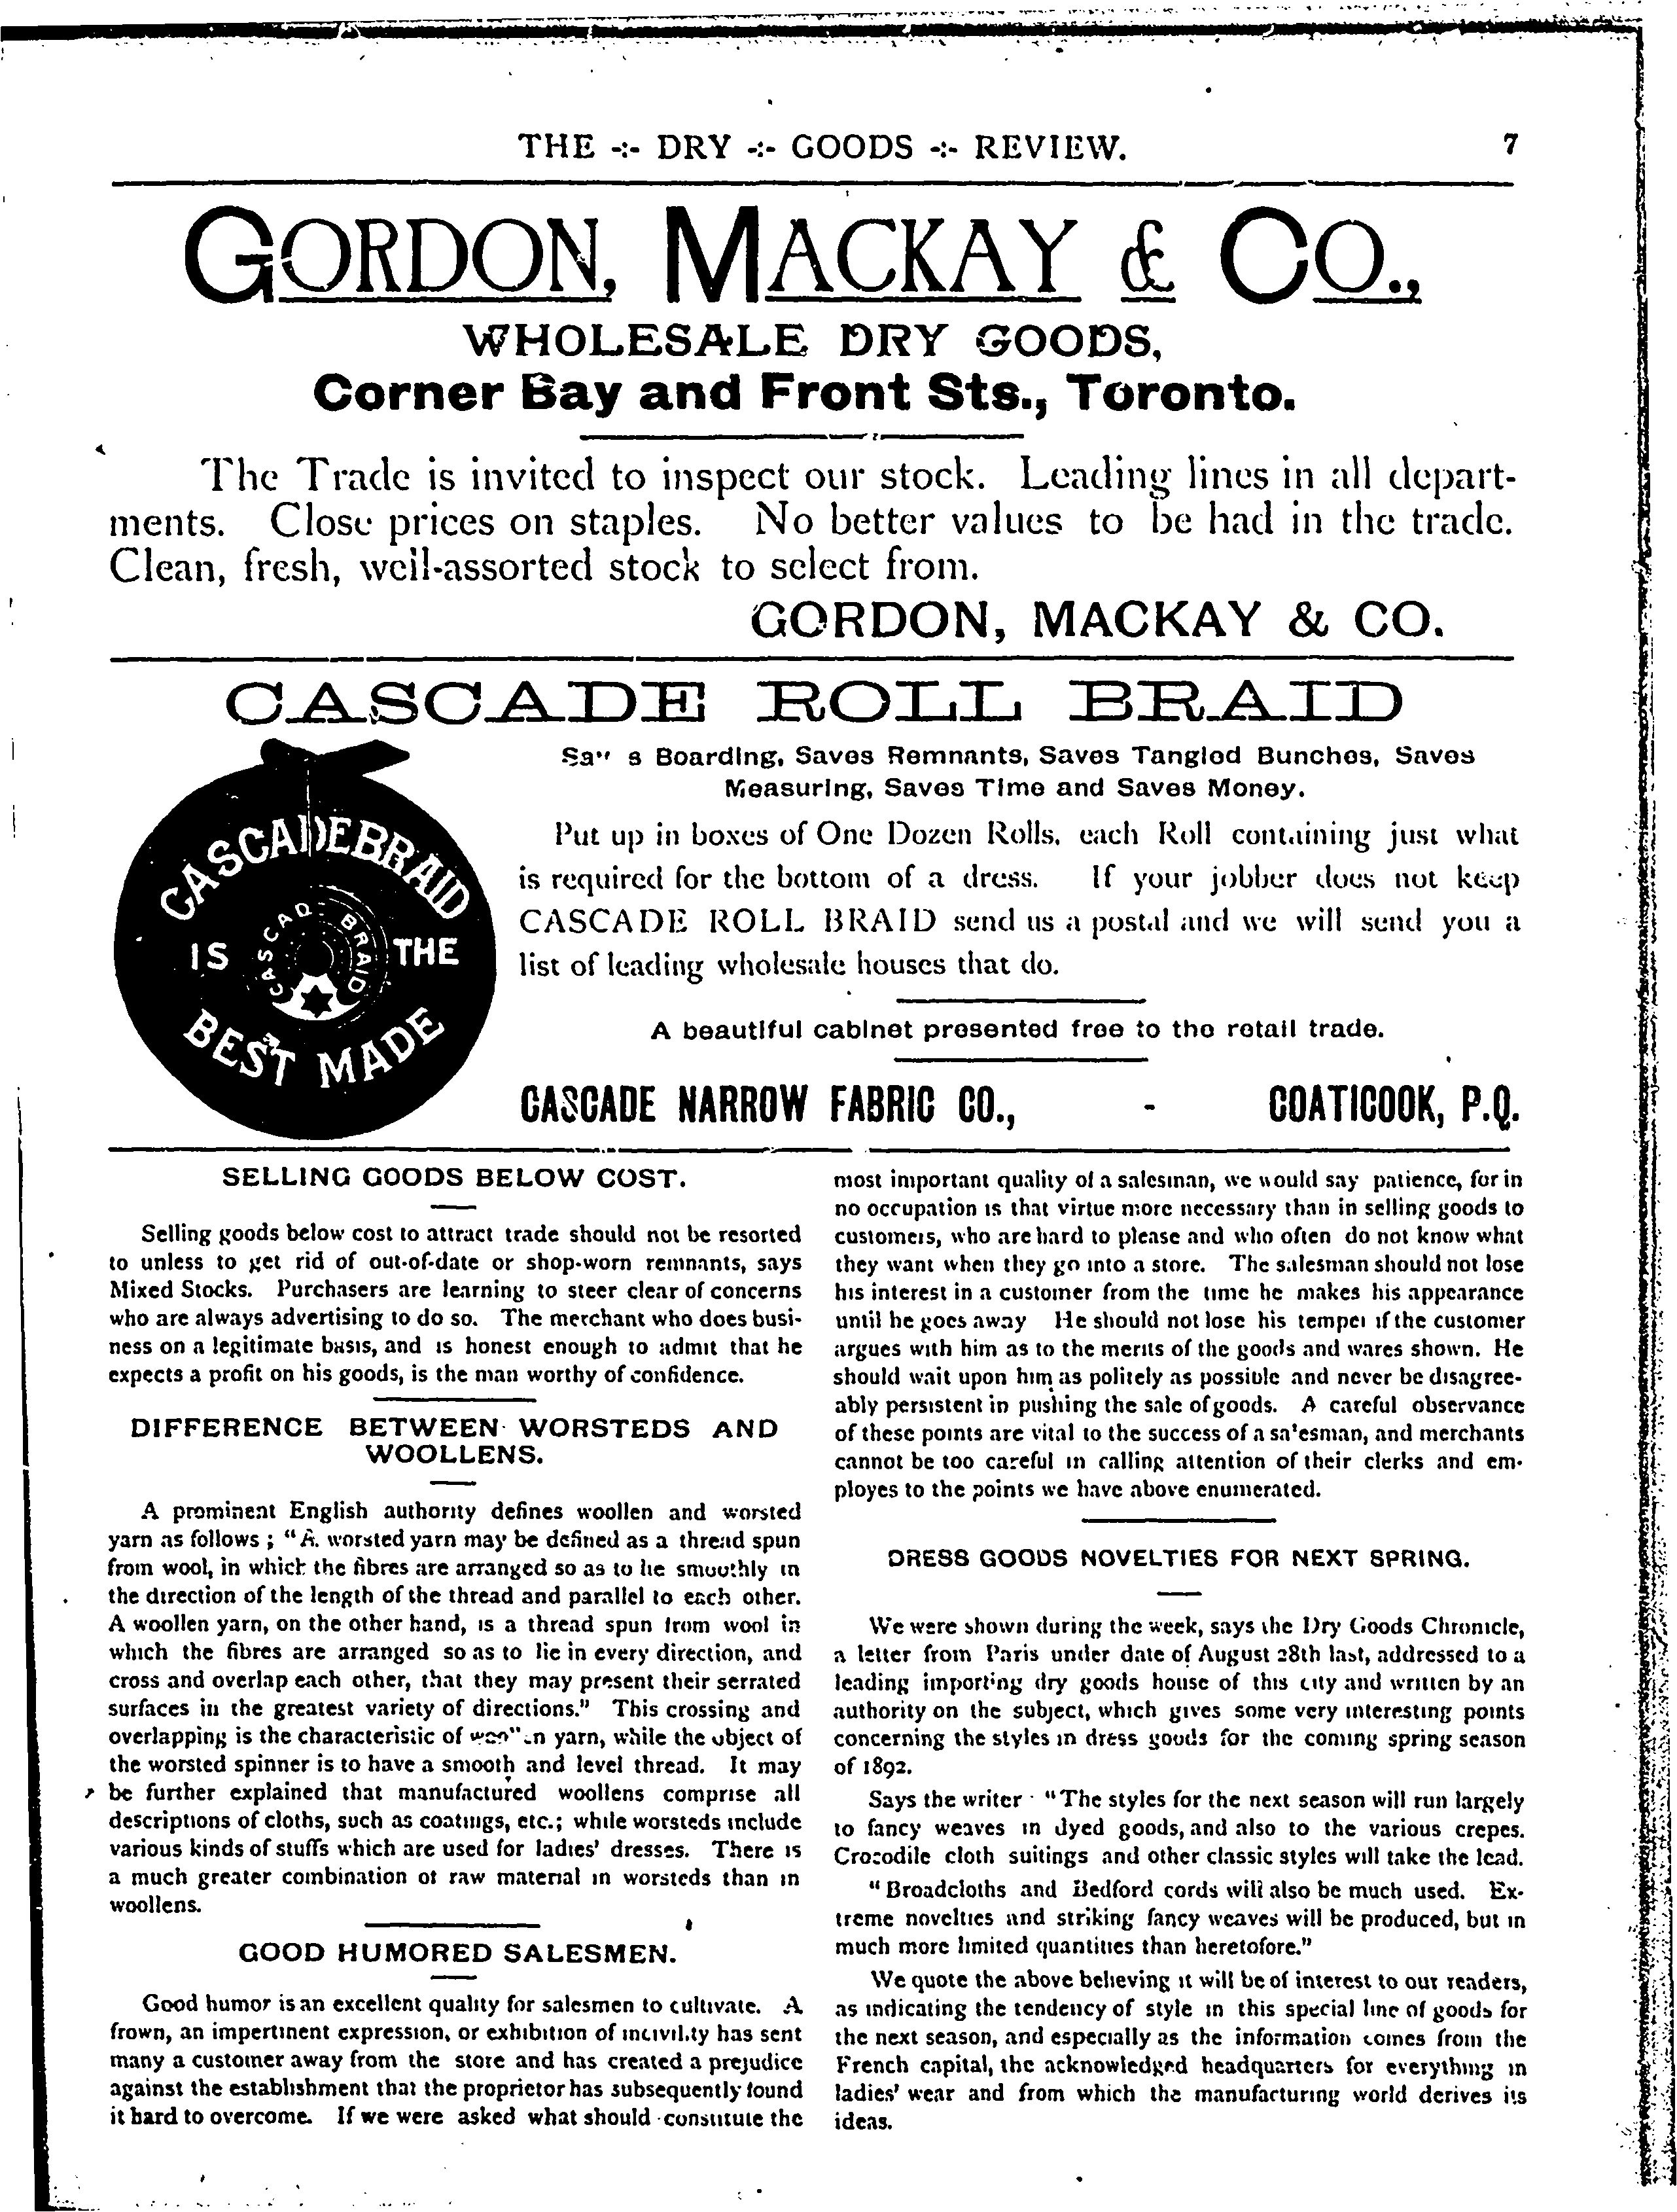 THE -:- DRY -:- GOODS -:- REVIEW. 7
GORDON, MACKAY & CO.,
WHOLESALE DRY GOODS,
Corner Bay and Front Sts., Toronto.
The Trade is invited to inspect our stock. Leading lines in all depart-
ments. Close prices on staples. No better values to be had in the trade.
Clean, fresh, well-assorted stock to select from.
GORDON, MACKAY & CO.
CASCADE ROLL BRAID
CASCADE BRAID
IS THE
BEST MADE
CASCAD BRAID CO
Saves Boarding, Saves Remnants, Saves Tangled Bunches, Saves
Measuring, Saves Time and Saves Money.
Put up in boxes of One Dozen Rolls, each Roll containing just what
is required for the bottom of a dress. If your jobber does not keep
CASCADE ROLL BRAID send us a postal and we will send you a
list of leading wholesale houses that do.
A beautiful cabinet presented free to the retail trade.
CASCADE NARROW FABRIC CO., - COATICOOK, P.Q.
SELLING GOODS BELOW COST.
Selling goods below cost to attract trade should not be resorted
to unless to get rid of out-of-date or shop-worn remnants, says
Mixed Stocks. Purchasers are learning to steer clear of concerns
who are always advertising to do so. The merchant who does busi-
ness on a legitimate basis, and is honest enough to admit that he
expects a profit on his goods, is the man worthy of confidence.
DIFFERENCE BETWEEN WORSTEDS AND
WOOLLENS.
A prominent English authority defines woollen and worsted
yarn as follows ; "A worsted yarn may be defined as a thread spun
from wool, in which the fibres are arranged so as to lie smoothly in
the direction of the length of the thread and parallel to each other.
A woollen yarn, on the other hand, is a thread spun from wool in
which the fibres are arranged so as to lie in every direction, and
cross and overlap each other, that they may present their serrated
surfaces in the greatest variety of directions." This crossing and
overlapping is the characteristic of woollen yarn, while the object of
the worsted spinner is to have a smooth and level thread. It may
be further explained that manufactured woollens comprise all
descriptions of cloths, such as coatings, etc.; while worsteds include
various kinds of stuffs which are used for ladies' dresses. There is
a much greater combination of raw material in worsteds than in
woollens.
GOOD HUMORED SALESMEN.
Good humor is an excellent quality for salesmen to cultivate. A
frown, an impertinent expression, or exhibition of incivility has sent
many a customer away from the store and has created a prejudice
against the establishment that the proprietor has subsequently found
it hard to overcome. If we were asked what should constitute the
most important quality of a salesman, we would say patience, for in
no occupation is that virtue more necessary than in selling goods to
customers, who are hard to please and who often do not know what
they want when they go into a store. The salesman should not lose
his interest in a customer from the time he makes his appearance
until he goes away He should not lose his temper if the customer
argues with him as to the merits of the goods and wares shown. He
should wait upon him as politely as possible and never be disagree-
ably persistent in pushing the sale of goods. A careful observance
of these points are vital to the success of a salesman, and merchants
cannot be too careful in calling attention of their clerks and em-
ployes to the points we have above enumerated.
DRESS GOODS NOVELTIES FOR NEXT SPRING.
We were shown during the week, says the Dry Goods Chronicle,
a letter from Paris under date of August 28th last, addressed to a
leading importing dry goods house of this city and written by an
authority on the subject, which gives some very interesting points
concerning the styles in dress goods for the coming spring season
of 1892.
Says the writer "The styles for the next season will run largely
to fancy weaves in dyed goods, and also to the various crepes.
Crocodile cloth suitings and other classic styles will take the lead.
"Broadcloths and Bedford cords will also be much used. Ex-
treme novelties and striking fancy weaves will be produced, but in
much more limited quantities than heretofore."
We quote the above believing it will be of interest to our readers,
as indicating the tendency of style in this special line of goods for
the next season, and especially as the information comes from the
French capital, the acknowledged headquarters for everything in
ladies' wear and from which the manufacturing world derives its
ideas.